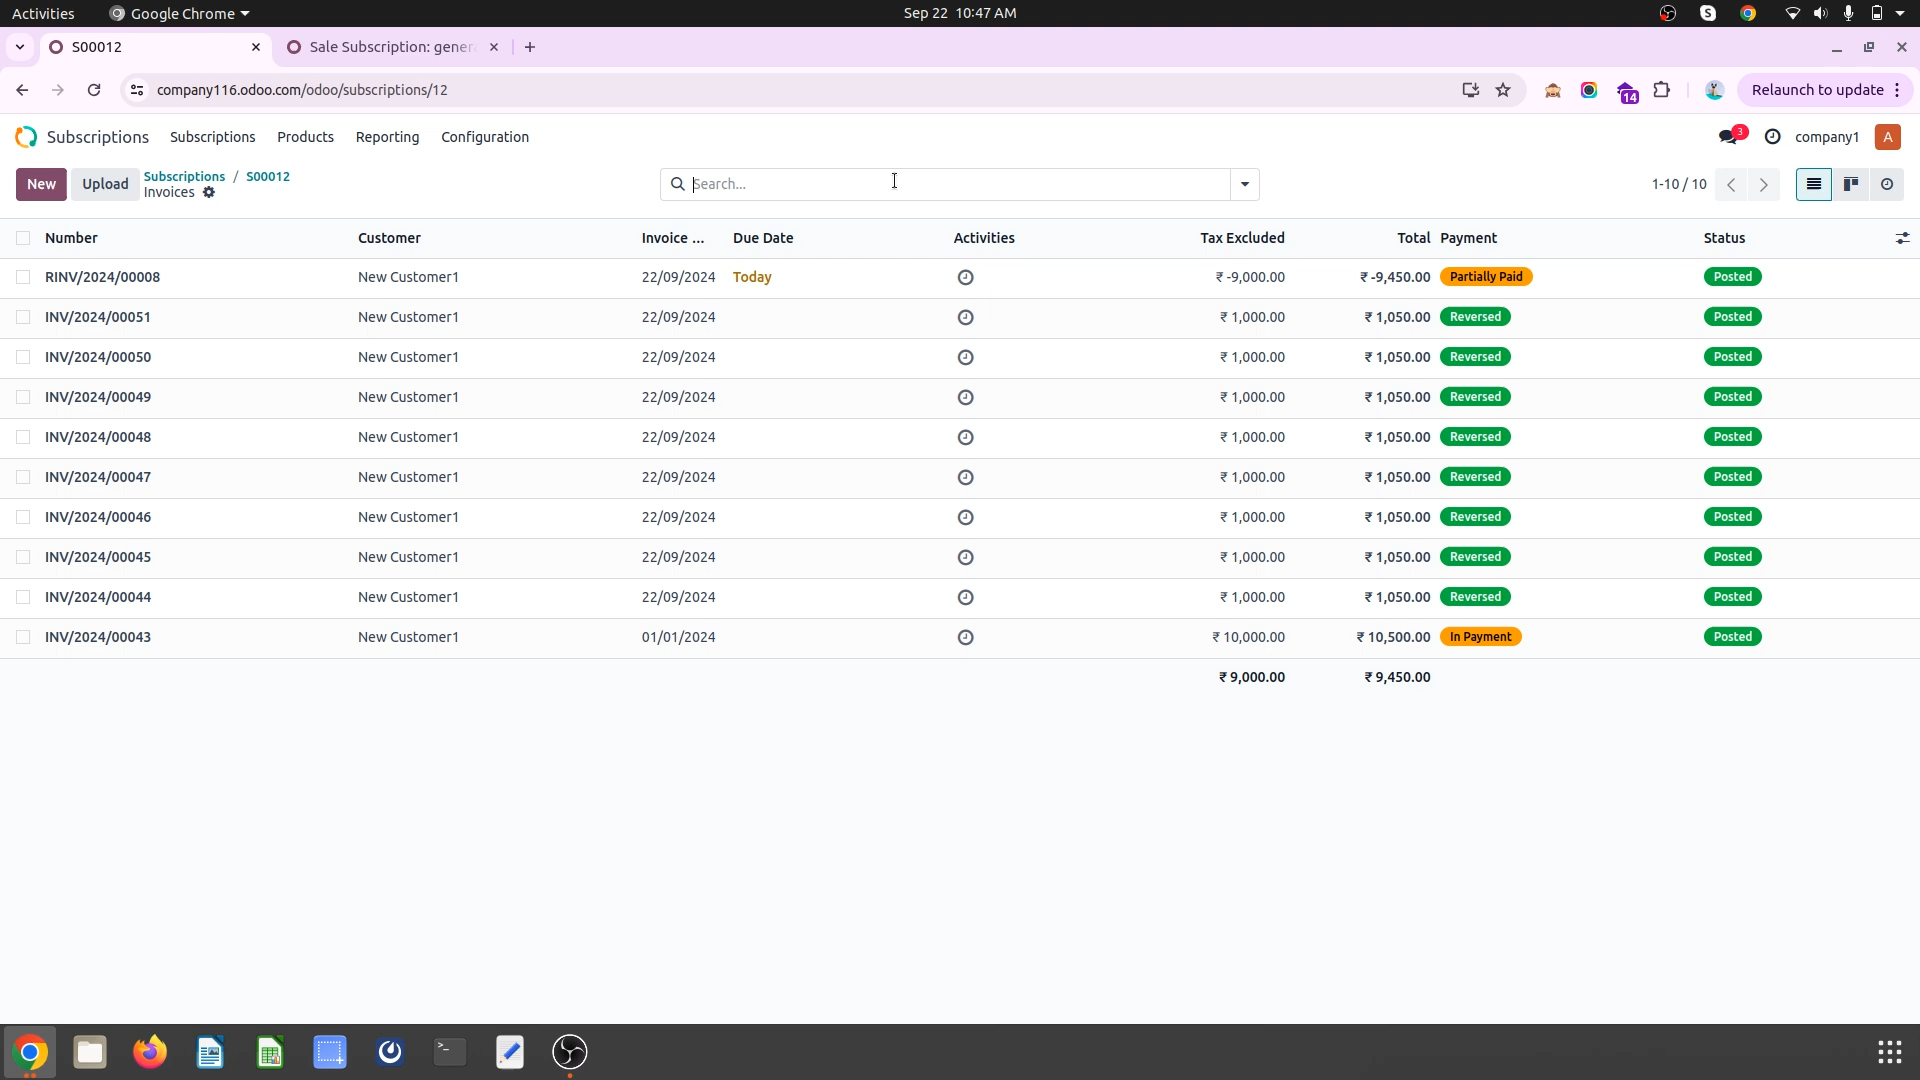 Activities Google Chrome Sep 22 10:47 AM
S00012 Sale Subscription: gener
company116.odoo.com/odoo/subscriptions/12 14 Relaunch to update
Subscriptions Subscriptions Products Reporting Configuration 3 company1 A
New Upload Subscriptions / S00012 Search... 1-10 / 10
Invoices
Number Customer Invoice ... Due Date Activities Tax Excluded Total Payment Status
RINV/2024/00008 New Customer1 22/09/2024 Today ₹ -9,000.00 ₹ -9,450.00 Partially Paid Posted
INV/2024/00051 New Customer1 22/09/2024 ₹ 1,000.00 ₹ 1,050.00 Reversed Posted
INV/2024/00050 New Customer1 22/09/2024 ₹ 1,000.00 ₹ 1,050.00 Reversed Posted
INV/2024/00049 New Customer1 22/09/2024 ₹ 1,000.00 ₹ 1,050.00 Reversed Posted
INV/2024/00048 New Customer1 22/09/2024 ₹ 1,000.00 ₹ 1,050.00 Reversed Posted
INV/2024/00047 New Customer1 22/09/2024 ₹ 1,000.00 ₹ 1,050.00 Reversed Posted
INV/2024/00046 New Customer1 22/09/2024 ₹ 1,000.00 ₹ 1,050.00 Reversed Posted
INV/2024/00045 New Customer1 22/09/2024 ₹ 1,000.00 ₹ 1,050.00 Reversed Posted
INV/2024/00044 New Customer1 22/09/2024 ₹ 1,000.00 ₹ 1,050.00 Reversed Posted
INV/2024/00043 New Customer1 01/01/2024 ₹ 10,000.00 ₹ 10,500.00 In Payment Posted
₹ 9,000.00 ₹ 9,450.00